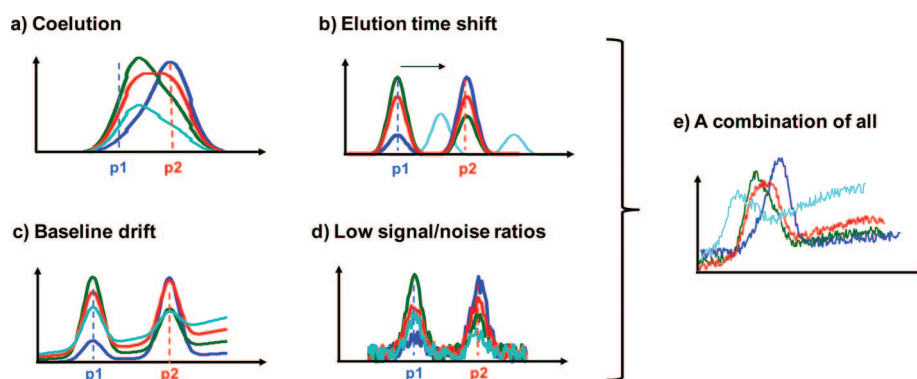 a) Coelution
b) Elution time shift
p1 p2
p1 p2
e) A combination of all
c) Baseline drift
d) Low signal/noise ratios
p1 p2
p1 p2